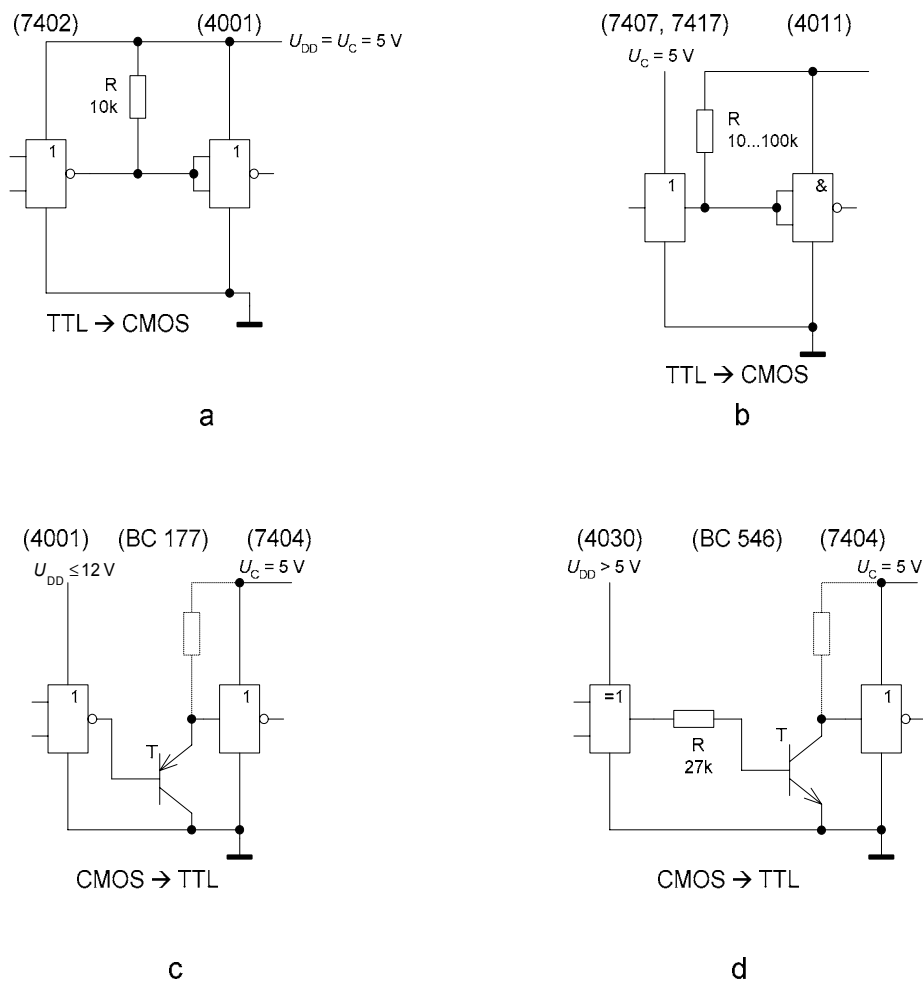 (7402) (4001)
U_DD = U_C = 5 V
R
10k
1 1
TTL → CMOS
a
(7407, 7417) (4011)
U_C = 5 V
R
10...100k
1 &
TTL → CMOS
b
(4001) (BC 177) (7404)
U_DD ≤ 12 V U_C = 5 V
1 1
T
CMOS → TTL
c
(4030) (BC 546) (7404)
U_DD > 5 V U_C = 5 V
=1 1
R T
27k
CMOS → TTL
d